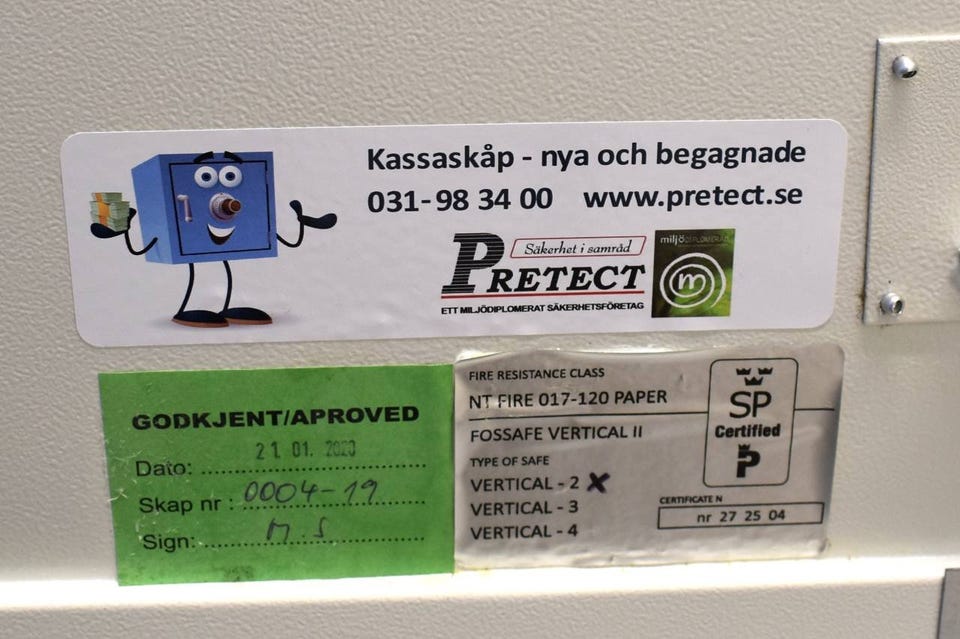 Kassaskåp - nya och begagnade
031-98 34 00 www.pretect.se
Säkerhet i samråd
PRETECT
ETT MILJÖDIPLOMERAT SÄKERHETSFÖRETAG
miljöDIPLOMERAD
m
GODKJENT/APROVED
Dato: 21 01. 2020
Skap nr : 0004-19
Sign: M.S
FIRE RESISTANCE CLASS
NT FIRE 017-120 PAPER
FOSSAFE VERTICAL II
TYPE OF SAFE
VERTICAL - 2 X
VERTICAL - 3
VERTICAL - 4
SP
Certified
P
CERTIFICATE N
nr 27 25 04